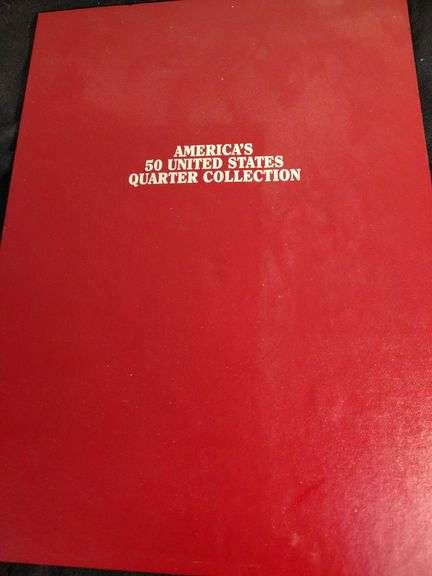 AMERICA'S
50 UNITED STATES
QUARTER COLLECTION